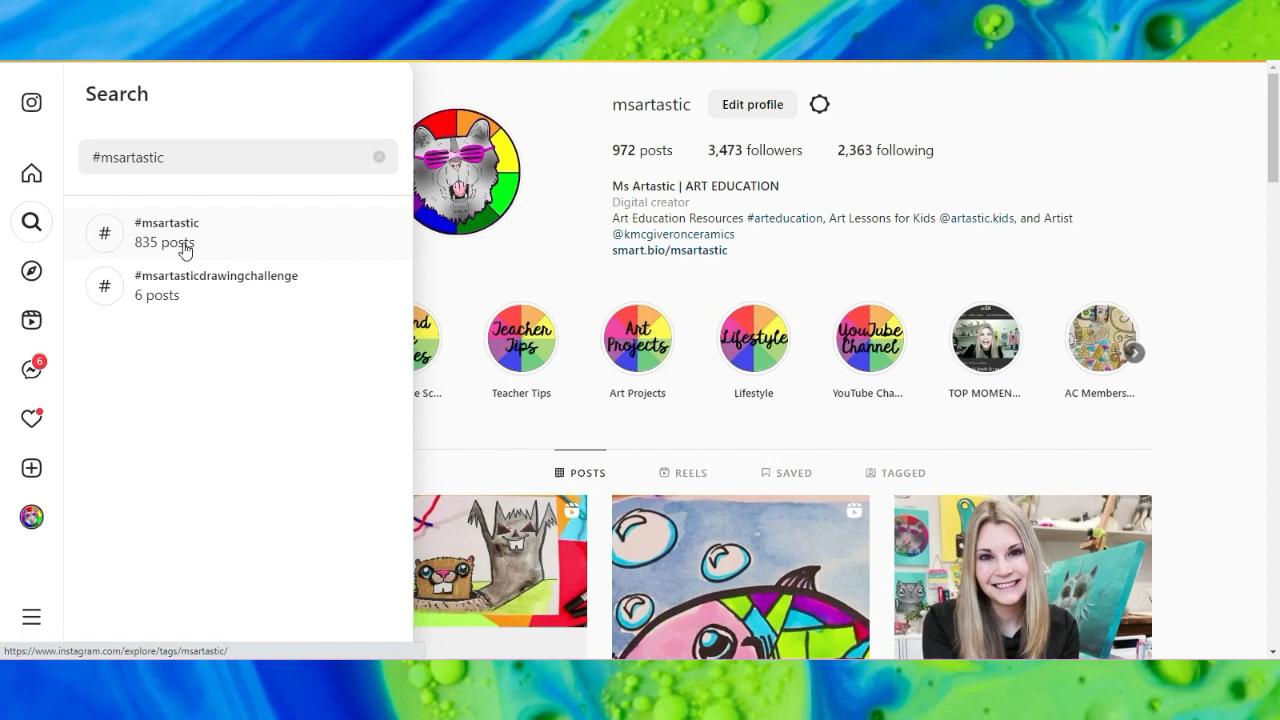 Search
#msartastic
#msartastic
835 posts
#msartasticdrawingchallenge
6 posts
6
https://www.instagram.com/explore/tags/msartastic/
msartastic
Edit profile
972 posts 3,473 followers 2,363 following
Ms Artastic | ART EDUCATION
Digital creator
Art Education Resources #arteducation, Art Lessons for Kids @artastic.kids, and Artist
@kmcgiveronceramics
smart.bio/msartastic
Teacher Tips
Art Projects
Lifestyle
YouTube Channel
e Sc... Teacher Tips Art Projects Lifestyle YouTube Cha... TOP MOMEN... AC Members...
POSTS REELS SAVED TAGGED